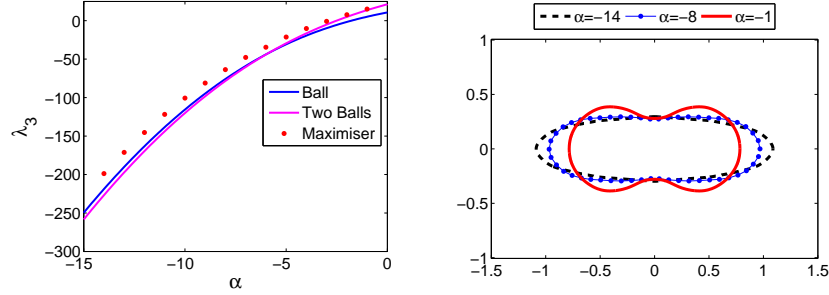 0
−50
−100
−150
−200
−250
−300
λ3
−15
−10
−5
0
α
Ball
Two Balls
Maximiser
α=−14
α=−8
α=−1
1
0.5
0
−0.5
−1
−1.5
−1
−0.5
0
0.5
1
1.5